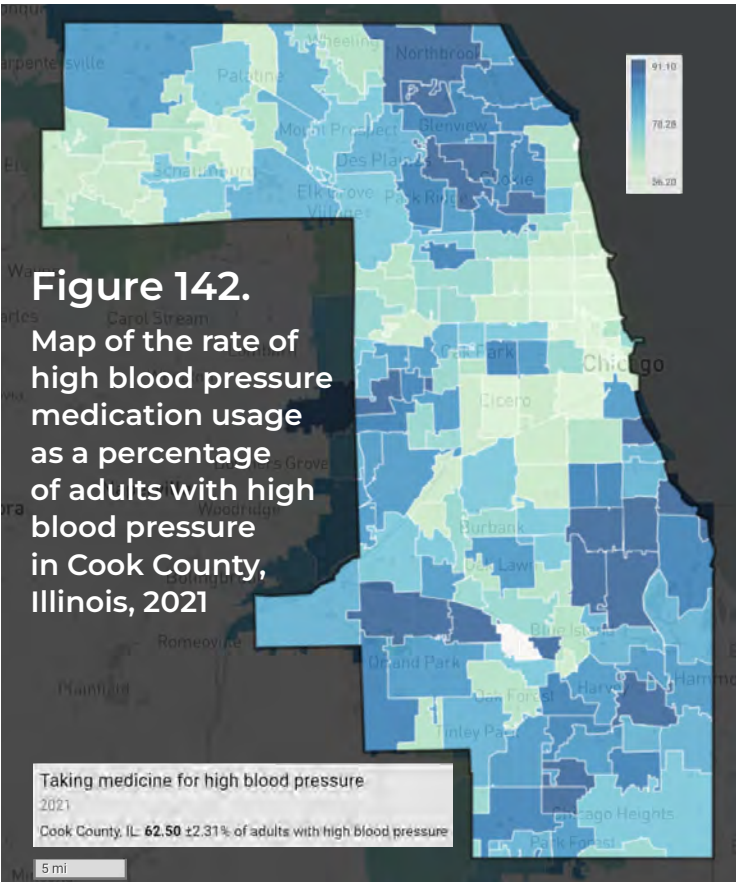 Wheeling
Northbrook
Palatine
Mount Prospect
Glenview
Des Plaines
Skokie
Schaumburg
Elk Grove
Village
Park Ridge
91.10
78.28
56.20
Figure 142.
Map of the rate of
high blood pressure
medication usage
as a percentage
of adults with high
blood pressure
in Cook County,
Illinois, 2021
Carol Stream
Oak Park
Chicago
Cicero
Woodridge
Burbank
Oak Lawn
Romeoville
Blue Island
Orland Park
Plainfield
Oak Forest
Harvey
Tinley Park
Chicago Heights
Park Forest
Taking medicine for high blood pressure
2021
Cook County, IL: 62.50 ±2.31% of adults with high blood pressure
5 mi